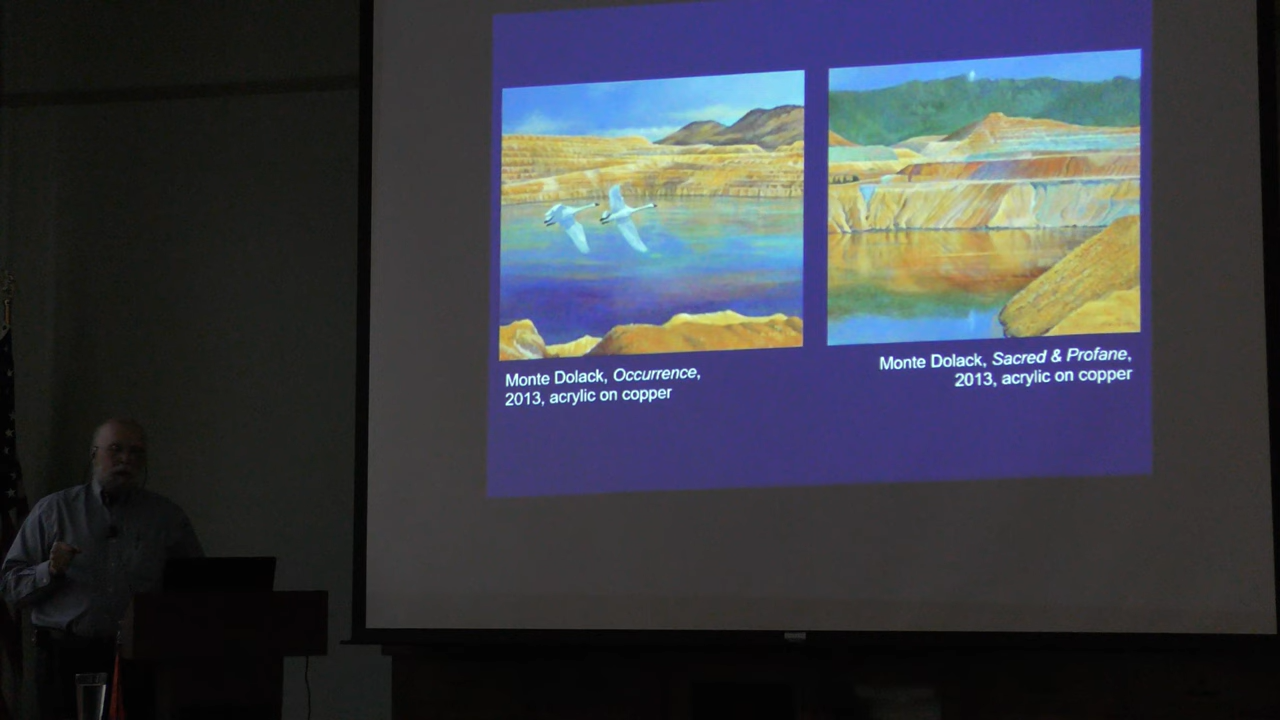 Monte Dolack, Occurrence,
2013, acrylic on copper
Monte Dolack, Sacred & Profane,
2013, acrylic on copper